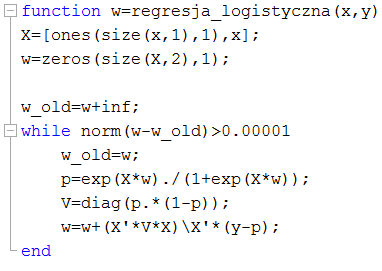 function w=regresja_logistyczna(x,y)
X=[ones(size(x,1),1),x];
w=zeros(size(X,2),1);

w_old=w+inf;
while norm(w-w_old)>0.00001
    w_old=w;
    p=exp(X*w)./(1+exp(X*w));
    V=diag(p.*(1-p));
    w=w+(X'*V*X)\X'*(y-p);
end